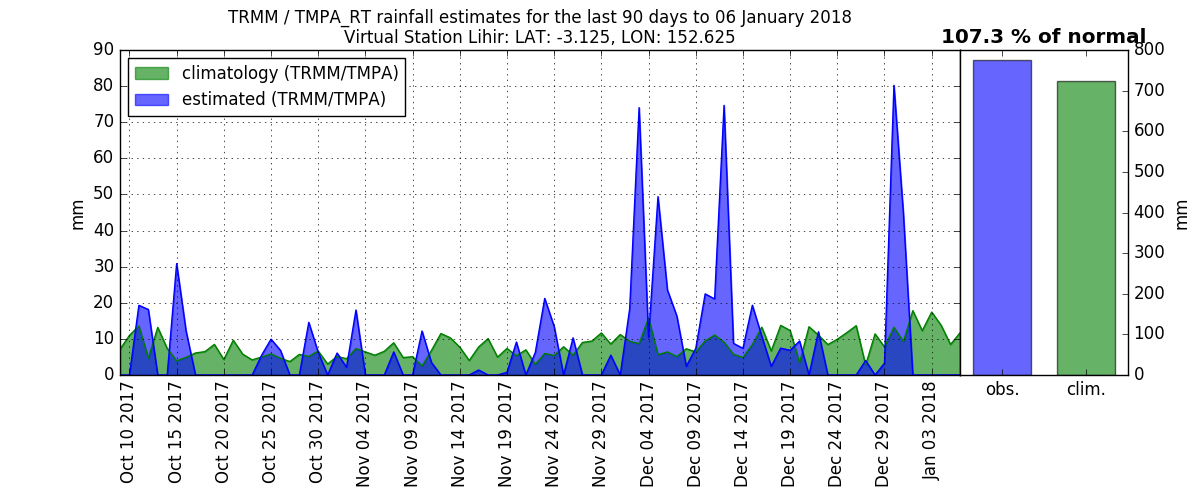 TRMM / TMPA_RT rainfall estimates for the last 90 days to 06 January 2018
Virtual Station Lihir: LAT: -3.125, LON: 152.625
107.3 % of normal
climatology (TRMM/TMPA)
estimated (TRMM/TMPA)
mm
90
80
70
60
50
40
30
20
10
0
Oct 10 2017
Oct 15 2017
Oct 20 2017
Oct 25 2017
Oct 30 2017
Nov 04 2017
Nov 09 2017
Nov 14 2017
Nov 19 2017
Nov 24 2017
Nov 29 2017
Dec 04 2017
Dec 09 2017
Dec 14 2017
Dec 19 2017
Dec 24 2017
Dec 29 2017
Jan 03 2018
obs.
clim.
800
700
600
500
400
300
200
100
0
mm